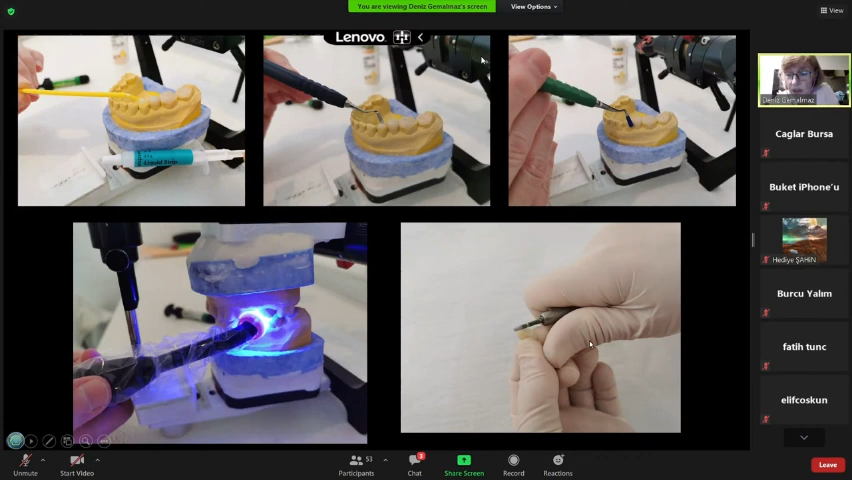 You are viewing Deniz Gemalmaz's screen
View Options
View
Lenovo
Liquid Strip
Deniz Gemalmaz
Caglar Bursa
Buket iPhone'u
Hediye ŞAHİN
Burcu Yalım
fatih tunc
elifcoskun
Unmute
Start Video
53
Participants
Chat
Share Screen
Record
Reactions
Leave